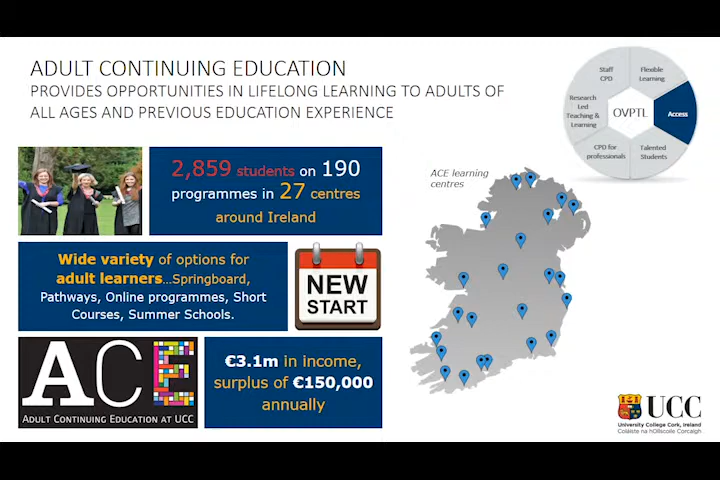 ADULT CONTINUING EDUCATION
PROVIDES OPPORTUNITIES IN LIFELONG LEARNING TO ADULTS OF
ALL AGES AND PREVIOUS EDUCATION EXPERIENCE
Staff
CPD
Flexible
Learning
Research
Led
Teaching &
Learning
OVPTL
Access
CPD for
professionals
Talented
Students
2,859 students on 190
programmes in 27 centres
around Ireland
ACE learning
centres
Wide variety of options for
adult learners...Springboard,
Pathways, Online programmes, Short
Courses, Summer Schools.
NEW
START
ACE
ADULT CONTINUING EDUCATION AT UCC
€3.1m in income,
surplus of €150,000
annually
UCC
University College Cork, Ireland
Coláiste na hOllscoile Corcaigh